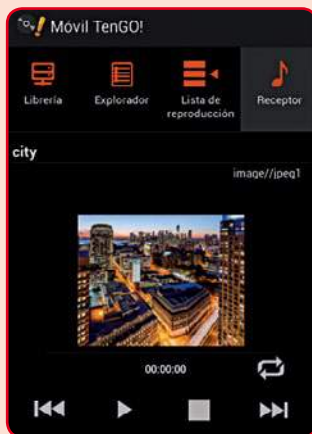 Móvil TenGO!
Librería
Explorador
Lista de
reproducción
Receptor
city
image//jpeg1
00:00:00